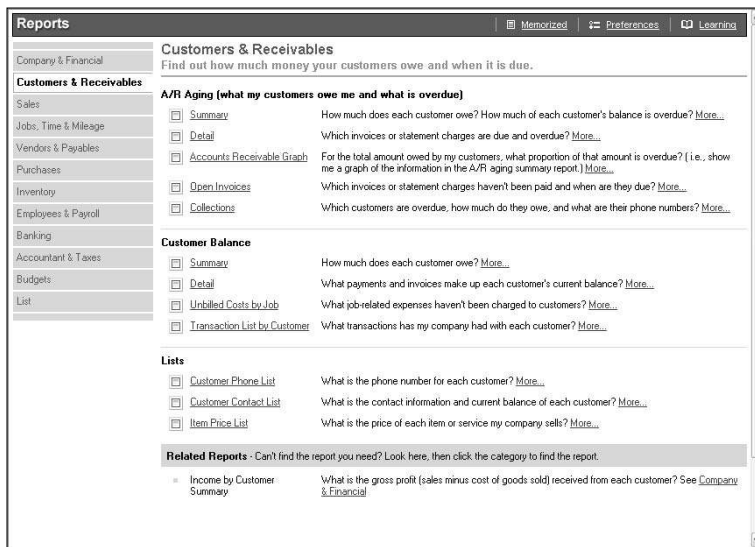 Reports
Memorized
Preferences
Learning
Company & Financial
Customers & Receivables
Sales
Jobs, Time & Mileage
Vendors & Payables
Purchases
Inventory
Employees & Payroll
Banking
Accountant & Taxes
Budgets
List
Customers & Receivables
Find out how much money your customers owe and when it is due.
A/R Aging (what my customers owe me and what is overdue)
Summary How much does each customer owe? How much of each customer's balance is overdue? More...
Detail Which invoices or statement charges are due and overdue? More...
Accounts Receivable Graph For the total amount owed by my customers, what proportion of that amount is overdue? ( i.e., show
me a graph of the information in the A/R aging summary report.) More...
Open Invoices Which invoices or statement charges haven't been paid and when are they due? More...
Collections Which customers are overdue, how much do they owe, and what are their phone numbers? More...
Customer Balance
Summary How much does each customer owe? More...
Detail What payments and invoices make up each customer's current balance? More...
Unbilled Costs by Job What job-related expenses haven't been charged to customers? More...
Transaction List by Customer What transactions has my company had with each customer? More...
Lists
Customer Phone List What is the phone number for each customer? More...
Customer Contact List What is the contact information and current balance of each customer? More...
Item Price List What is the price of each item or service my company sells? More...
Related Reports - Can't find the report you need? Look here, then click the category to find the report.
Income by Customer What is the gross profit (sales minus cost of goods sold) received from each customer? See Company
Summary & Financial